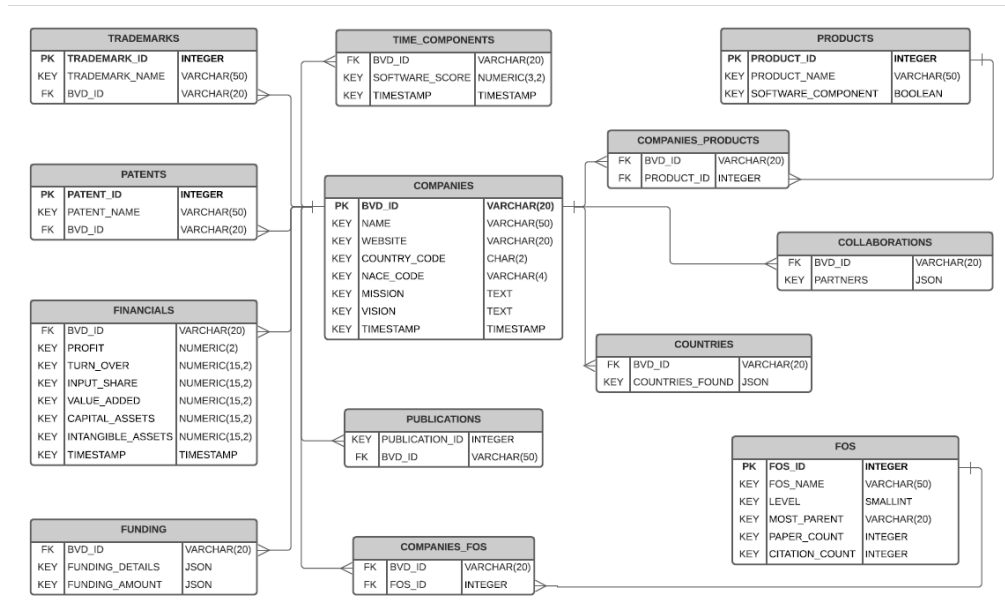 TRADEMARKS
PK TRADEMARK_ID INTEGER
KEY TRADEMARK_NAME VARCHAR(50)
FK BVD_ID VARCHAR(20)
TIME_COMPONENTS
FK BVD_ID VARCHAR(20)
KEY SOFTWARE_SCORE NUMERIC(3,2)
KEY TIMESTAMP TIMESTAMP
PRODUCTS
PK PRODUCT_ID INTEGER
KEY PRODUCT_NAME VARCHAR(50)
KEY SOFTWARE_COMPONENT BOOLEAN
COMPANIES_PRODUCTS
FK BVD_ID VARCHAR(20)
FK PRODUCT_ID INTEGER
PATENTS
PK PATENT_ID INTEGER
KEY PATENT_NAME VARCHAR(50)
FK BVD_ID VARCHAR(20)
COMPANIES
PK BVD_ID VARCHAR(20)
KEY NAME VARCHAR(50)
KEY WEBSITE VARCHAR(20)
KEY COUNTRY_CODE CHAR(2)
KEY NACE_CODE VARCHAR(4)
KEY MISSION TEXT
KEY VISION TEXT
KEY TIMESTAMP TIMESTAMP
COLLABORATIONS
FK BVD_ID VARCHAR(20)
KEY PARTNERS JSON
FINANCIALS
FK BVD_ID VARCHAR(20)
KEY PROFIT NUMERIC(2)
KEY TURN_OVER NUMERIC(15,2)
KEY INPUT_SHARE NUMERIC(15,2)
KEY VALUE_ADDED NUMERIC(15,2)
KEY CAPITAL_ASSETS NUMERIC(15,2)
KEY INTANGIBLE_ASSETS NUMERIC(15,2)
KEY TIMESTAMP TIMESTAMP
COUNTRIES
FK BVD_ID VARCHAR(20)
KEY COUNTRIES_FOUND JSON
PUBLICATIONS
KEY PUBLICATION_ID INTEGER
FK BVD_ID VARCHAR(50)
FOS
PK FOS_ID INTEGER
KEY FOS_NAME VARCHAR(50)
KEY LEVEL SMALLINT
KEY MOST_PARENT VARCHAR(20)
KEY PAPER_COUNT INTEGER
KEY CITATION_COUNT INTEGER
FUNDING
FK BVD_ID VARCHAR(20)
KEY FUNDING_DETAILS JSON
KEY FUNDING_AMOUNT JSON
COMPANIES_FOS
FK BVD_ID VARCHAR(20)
FK FOS_ID INTEGER